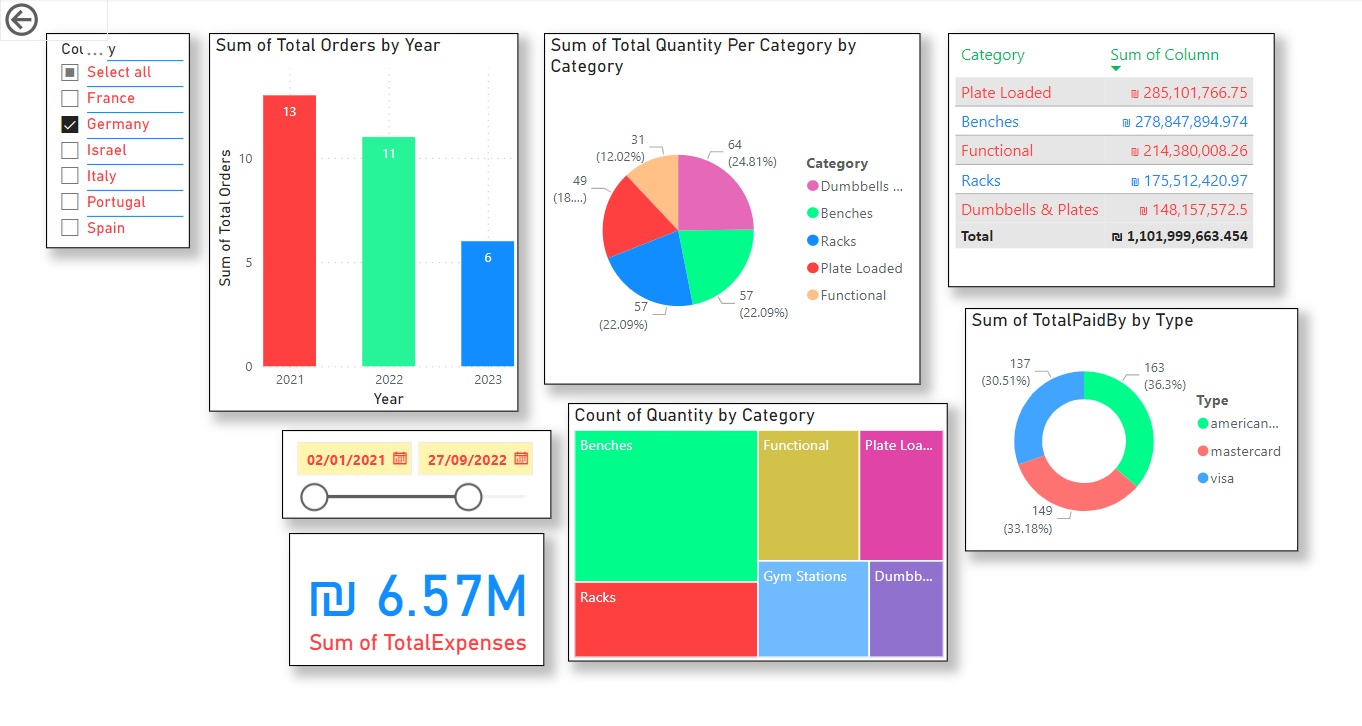 Cou...y
Select all
France
Germany
Israel
Italy
Portugal
Spain
Sum of Total Orders by Year
Sum of Total Orders
10
5
0
13
11
6
2021
2022
2023
Year
02/01/2021
27/09/2022
₪ 6.57M
Sum of TotalExpenses
Sum of Total Quantity Per Category by
Category
64
(24.81%)
57
(22.09%)
57
(22.09%)
49
(18....)
31
(12.02%)
Category
Dumbbells ...
Benches
Racks
Plate Loaded
Functional
Count of Quantity by Category
Benches
Racks
Functional
Plate Loa...
Gym Stations
Dumbb...
Category Sum of Column
Plate Loaded ₪ 285,101,766.75
Benches ₪ 278,847,894.974
Functional ₪ 214,380,008.26
Racks ₪ 175,512,420.97
Dumbbells & Plates ₪ 148,157,572.5
Total ₪ 1,101,999,663.454
Sum of TotalPaidBy by Type
163
(36.3%)
149
(33.18%)
137
(30.51%)
Type
american...
mastercard
visa